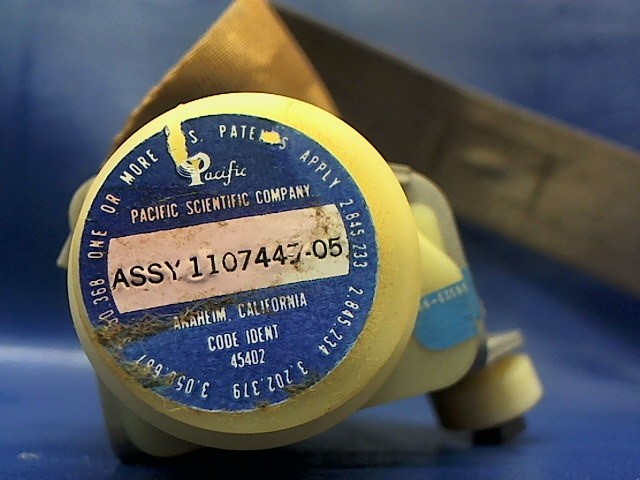 ONE OR MORE U.S. PATENTS APPLY 2.845.233 2.845.234 3.202.379
Pacific
PACIFIC SCIENTIFIC COMPANY
ASSY 1107447-05
ANAHEIM, CALIFORNIA
CODE IDENT
45402